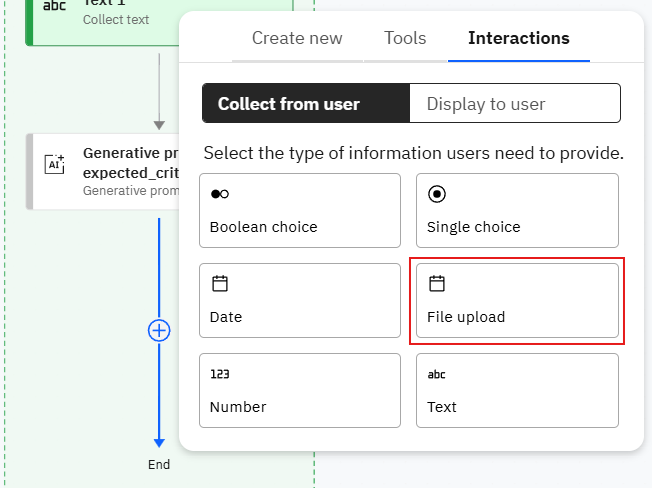 abc
Text 1
Collect text
Create new
Tools
Interactions
Collect from user
Display to user
Select the type of information users need to provide.
AI
Generative pr
expected_crit
Generative prom
Boolean choice
Single choice
Date
File upload
123
Number
abc
Text
End